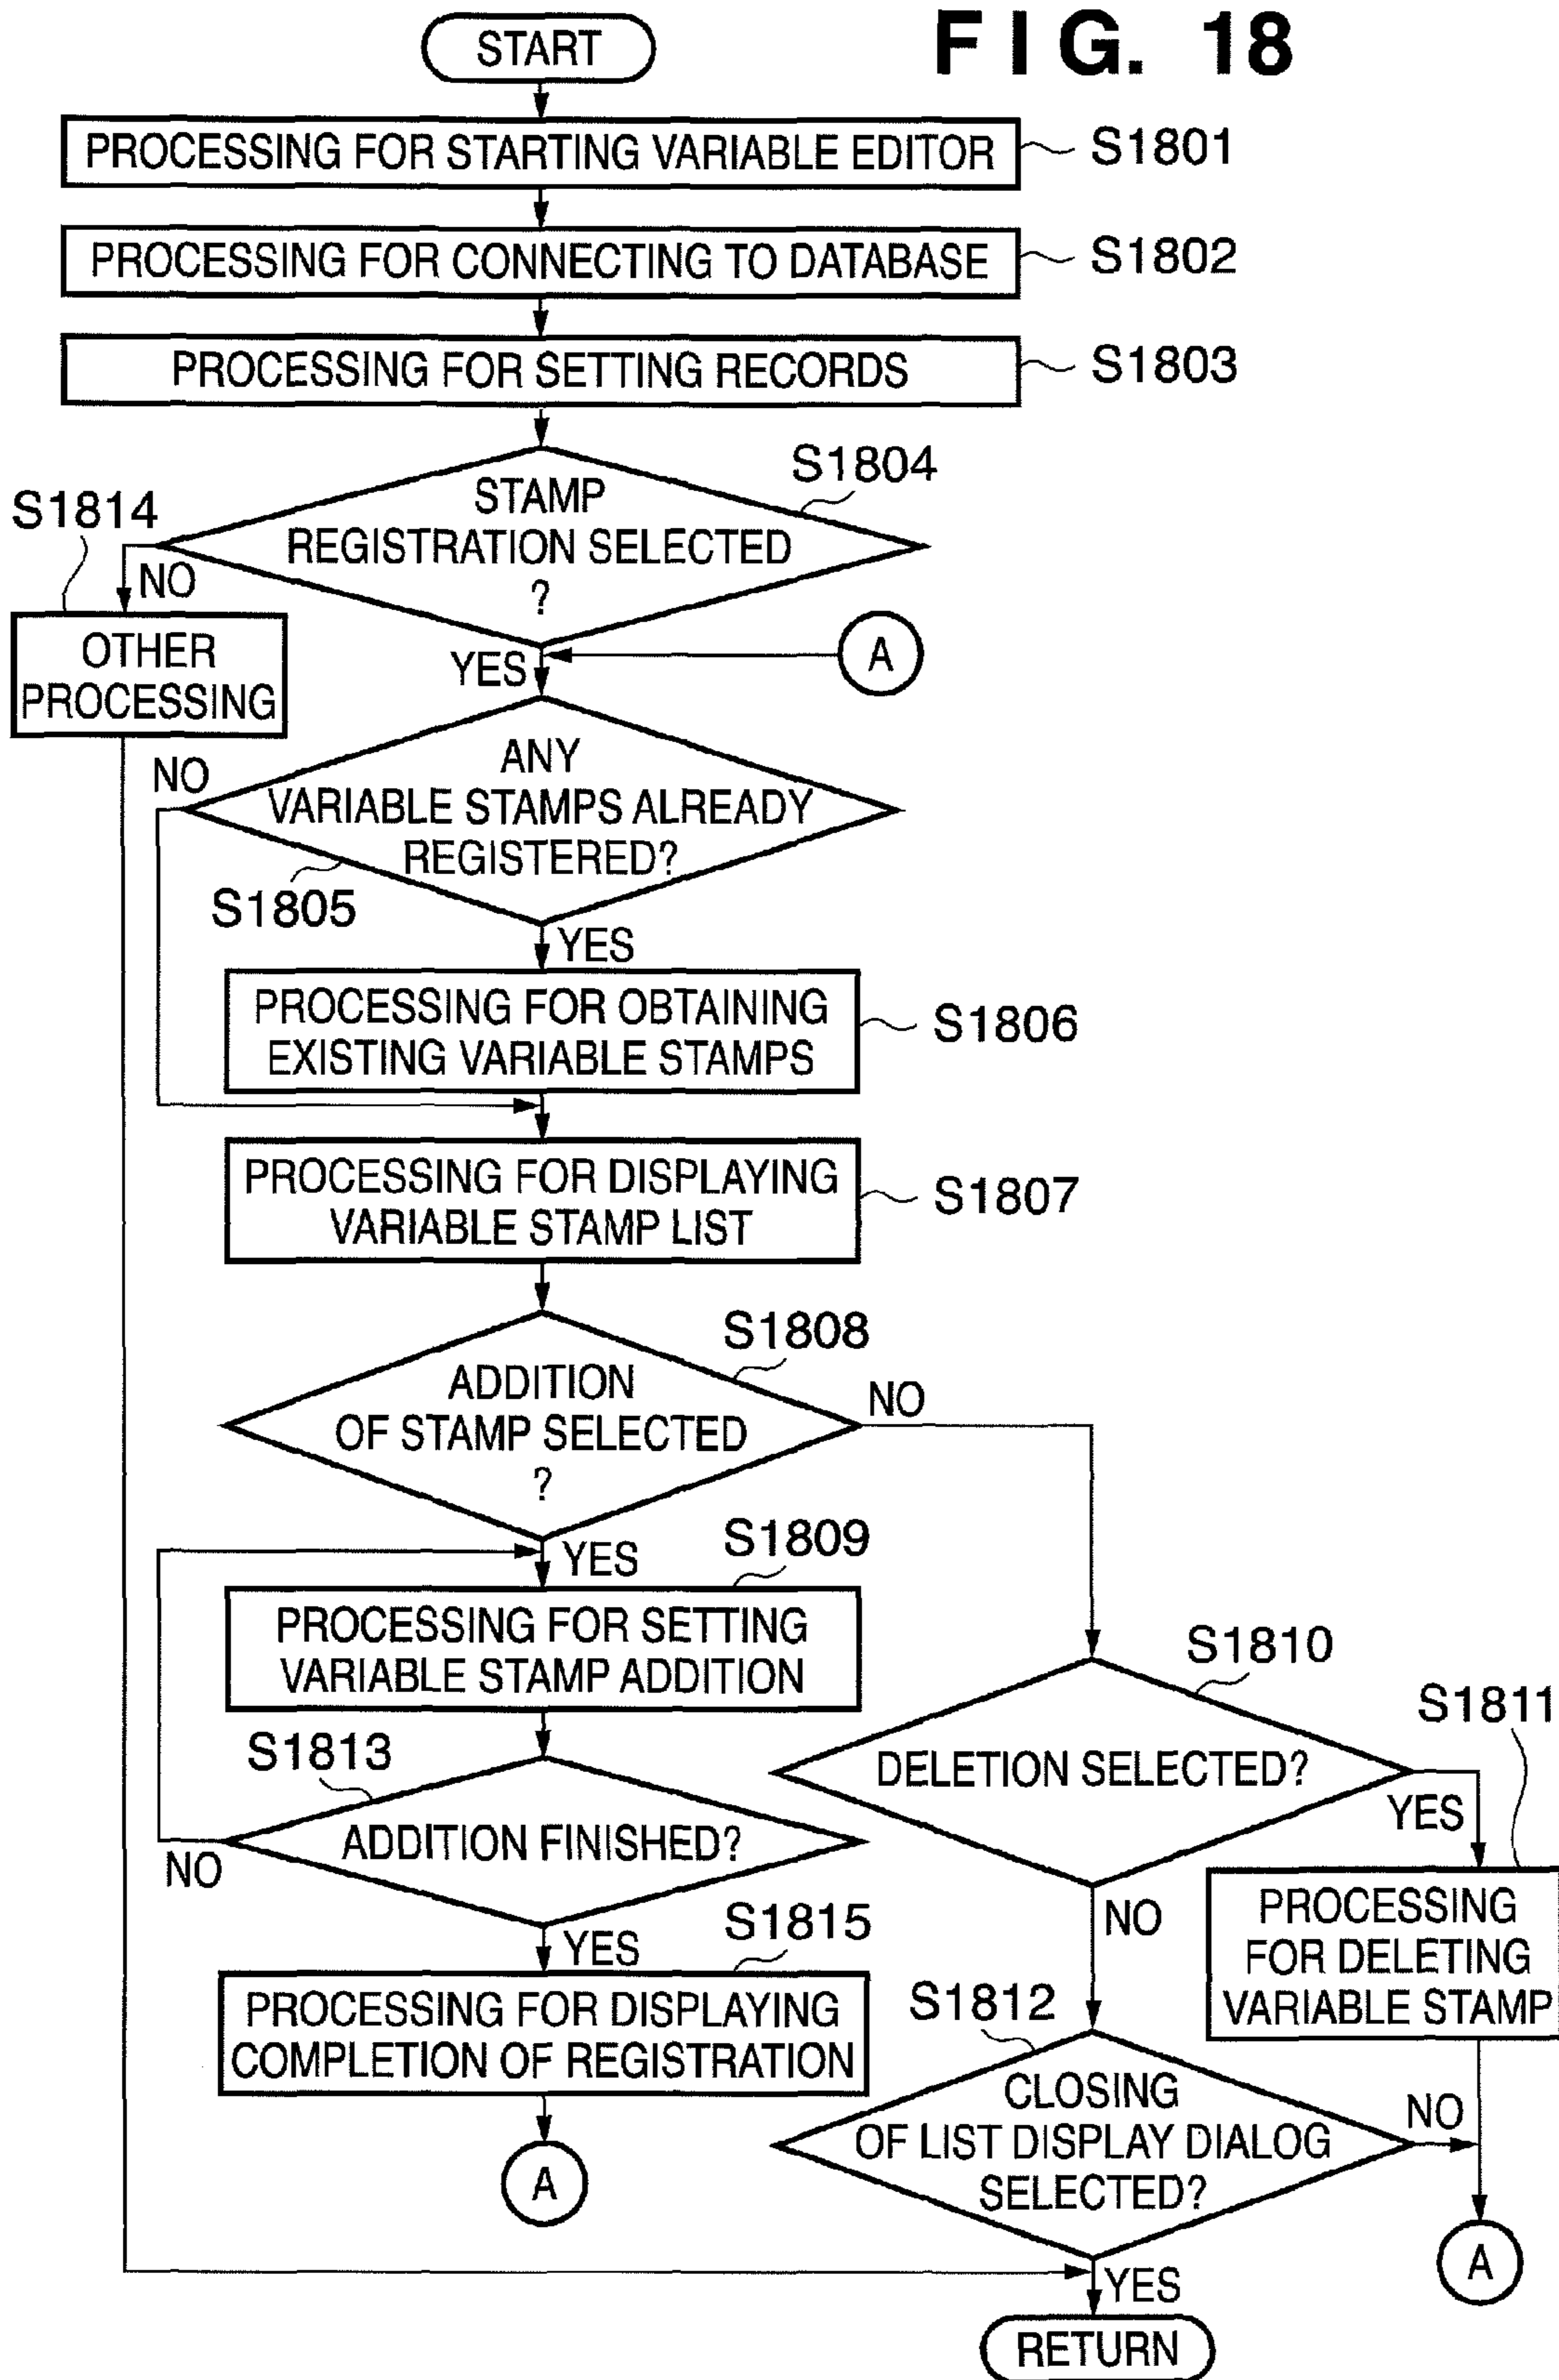 FIG. 18
START
PROCESSING FOR STARTING VARIABLE EDITOR
S1801
PROCESSING FOR CONNECTING TO DATABASE
S1802
PROCESSING FOR SETTING RECORDS
S1803
S1804
STAMP
REGISTRATION SELECTED
?
S1814
NO
OTHER
PROCESSING
YES
A
ANY
VARIABLE STAMPS ALREADY
REGISTERED?
NO
S1805
YES
PROCESSING FOR OBTAINING
EXISTING VARIABLE STAMPS
S1806
PROCESSING FOR DISPLAYING
VARIABLE STAMP LIST
S1807
S1808
ADDITION
OF STAMP SELECTED
?
NO
YES
S1809
PROCESSING FOR SETTING
VARIABLE STAMP ADDITION
S1810
DELETION SELECTED?
S1811
YES
S1813
ADDITION FINISHED?
NO
YES
NO
PROCESSING
FOR DELETING
VARIABLE STAMP
S1815
PROCESSING FOR DISPLAYING
COMPLETION OF REGISTRATION
A
S1812
CLOSING
OF LIST DISPLAY DIALOG
SELECTED?
NO
A
YES
RETURN